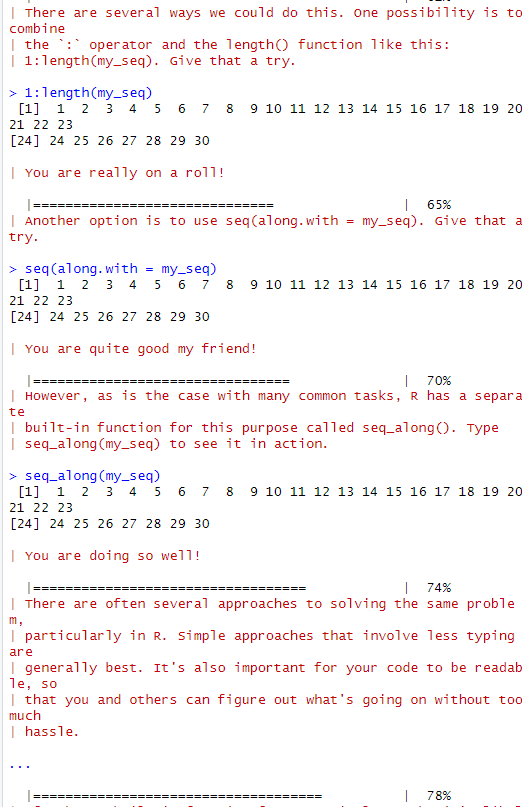 | There are several ways we could do this. One possibility is to
combine
| the `:` operator and the length() function like this:
| 1:length(my_seq). Give that a try.
> 1:length(my_seq)
 [1]  1  2  3  4  5  6  7  8  9 10 11 12 13 14 15 16 17 18 19 20
21 22 23
[24] 24 25 26 27 28 29 30
| You are really on a roll!
  |==============================                |  65%
| Another option is to use seq(along.with = my_seq). Give that a
try.
> seq(along.with = my_seq)
 [1]  1  2  3  4  5  6  7  8  9 10 11 12 13 14 15 16 17 18 19 20
21 22 23
[24] 24 25 26 27 28 29 30
| You are quite good my friend!
  |================================              |  70%
| However, as is the case with many common tasks, R has a separa
te
| built-in function for this purpose called seq_along(). Type
| seq_along(my_seq) to see it in action.
> seq_along(my_seq)
 [1]  1  2  3  4  5  6  7  8  9 10 11 12 13 14 15 16 17 18 19 20
21 22 23
[24] 24 25 26 27 28 29 30
| You are doing so well!
  |==================================            |  74%
| There are often several approaches to solving the same proble
m,
| particularly in R. Simple approaches that involve less typing
are
| generally best. It's also important for your code to be readab
le, so
| that you and others can figure out what's going on without too
much
| hassle.
...
  |====================================          |  78%